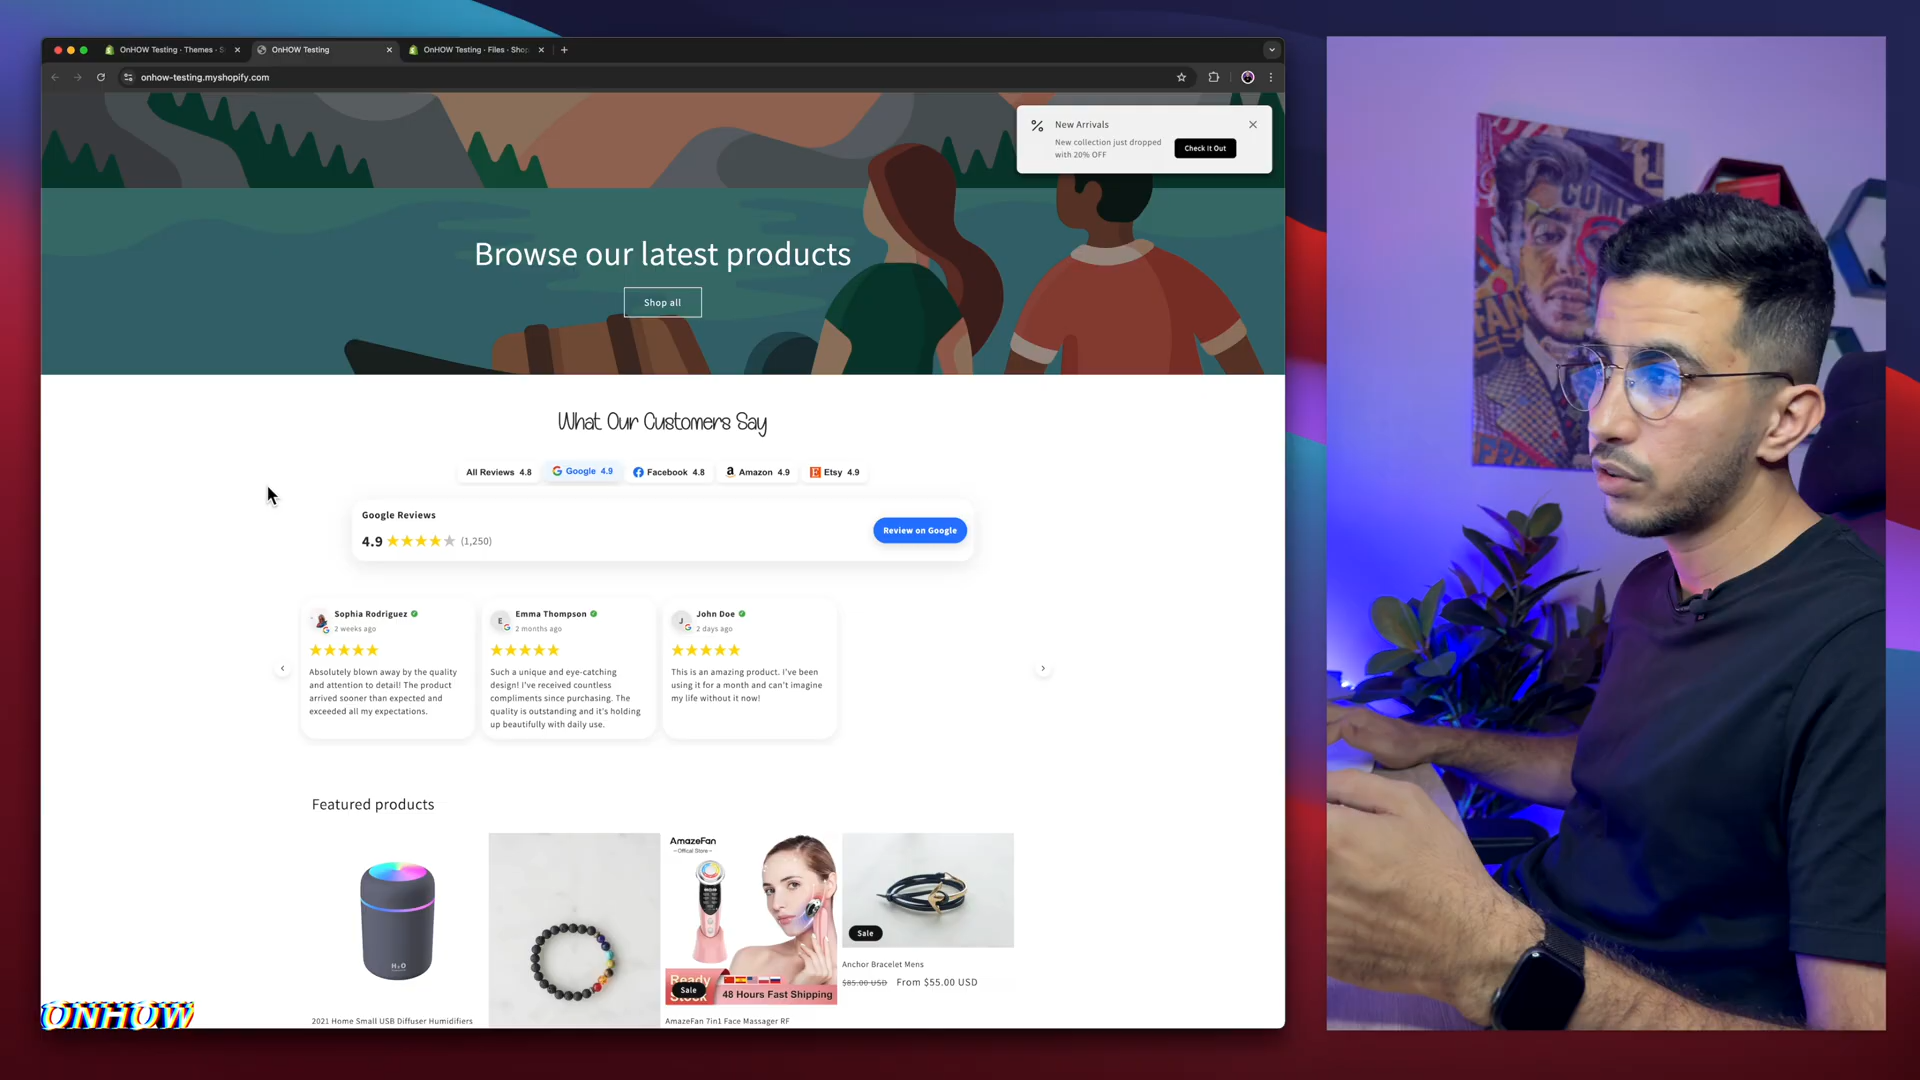 OnHOW Testing · Themes · S
OnHOW Testing
OnHOW Testing · Files · Shop
onhow-testing.myshopify.com
New Arrivals
New collection just dropped
with 20% OFF
Check It Out
Browse our latest products
Shop all
What Our Customers Say
All Reviews 4.8
Google 4.9
Facebook 4.8
Amazon 4.9
Etsy 4.9
Google Reviews
4.9 (1,250)
Review on Google
Sophia Rodriguez
2 weeks ago
Absolutely blown away by the quality
and attention to detail! The product
arrived sooner than expected and
exceeded all my expectations.
E
Emma Thompson
2 months ago
Such a unique and eye-catching
design! I've received countless
compliments since purchasing. The
quality is outstanding and it's holding
up beautifully with daily use.
J
John Doe
2 days ago
This is an amazing product. I've been
using it for a month and can't imagine
my life without it now!
Featured products
H₂O
2021 Home Small USB Diffuser Humidifiers
AmazeFan
- Offical Store -
Ready
Stock
Sale
48 Hours Fast Shipping
AmazeFan 7in1 Face Massager RF
Sale
Anchor Bracelet Mens
$85.00 USD From $55.00 USD
ONHOW
COME
FAN